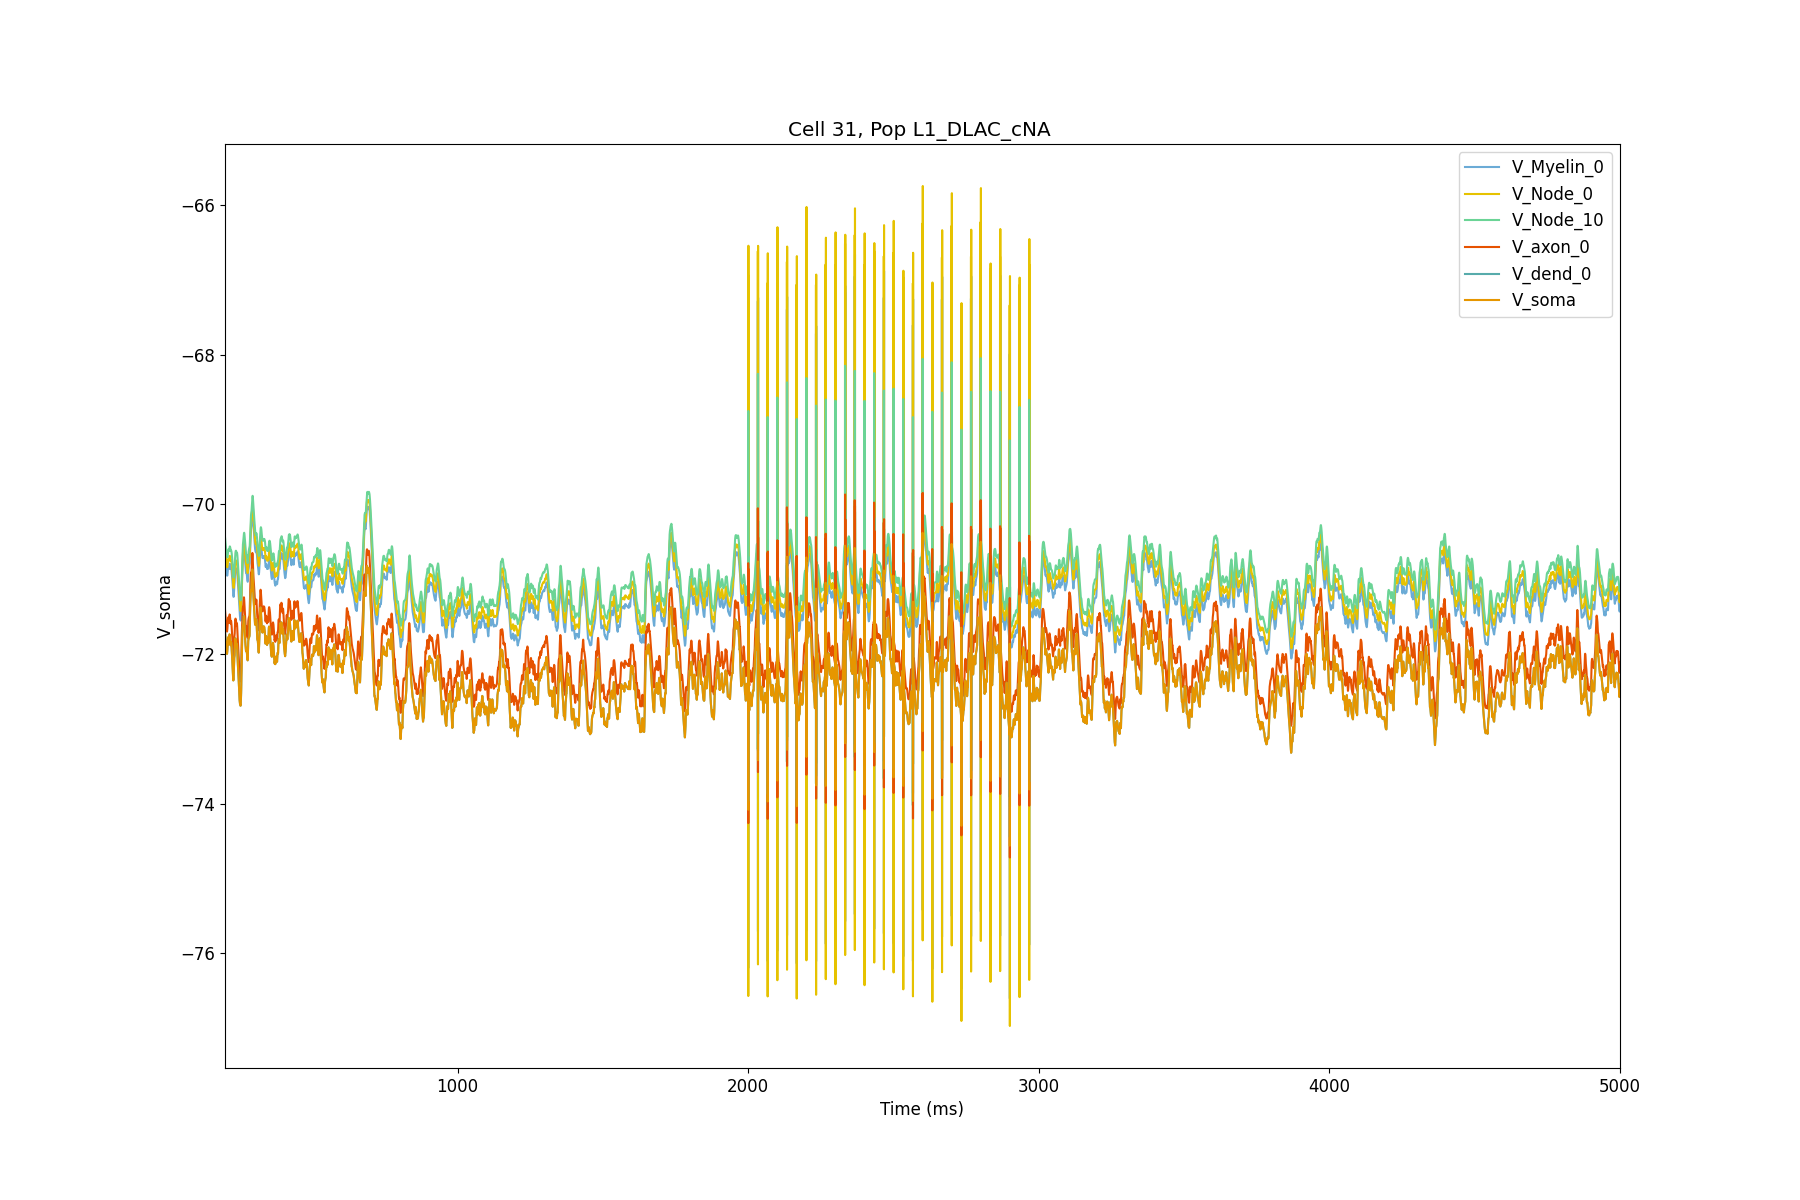 Cell 31, Pop L1_DLAC_cNA
V_Myelin_0
V_Node_0
V_Node_10
V_axon_0
V_dend_0
V_soma
V_soma
−66
−68
−70
−72
−74
−76
1000
2000
3000
4000
5000
Time (ms)